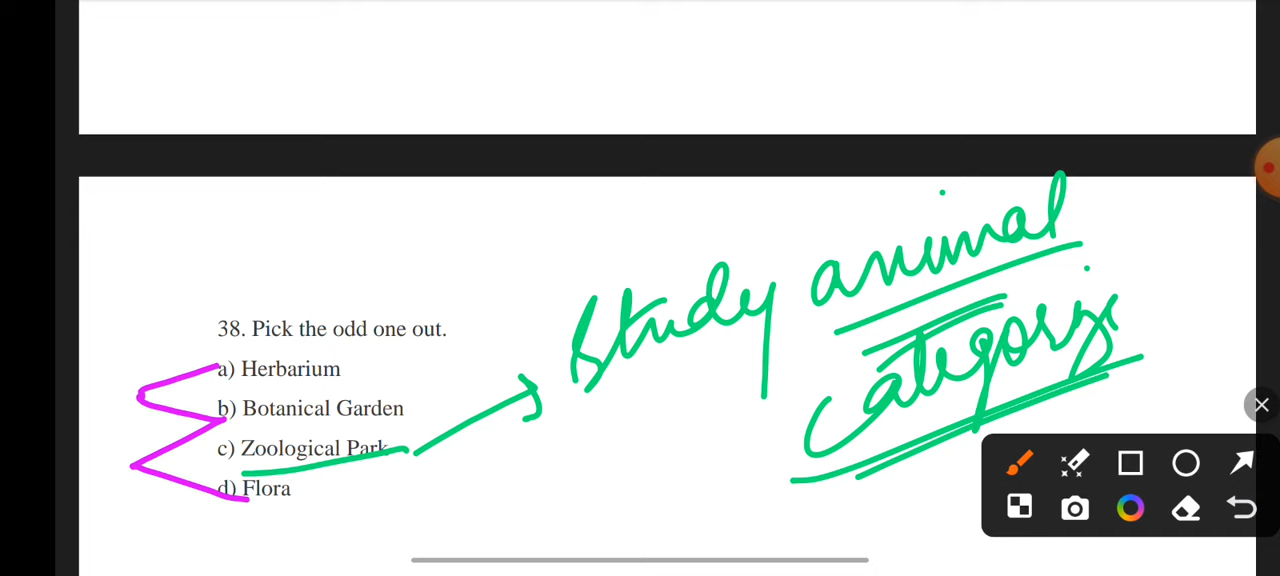 Study animal
category
38. Pick the odd one out.
a) Herbarium
b) Botanical Garden
c) Zoological Park
d) Flora